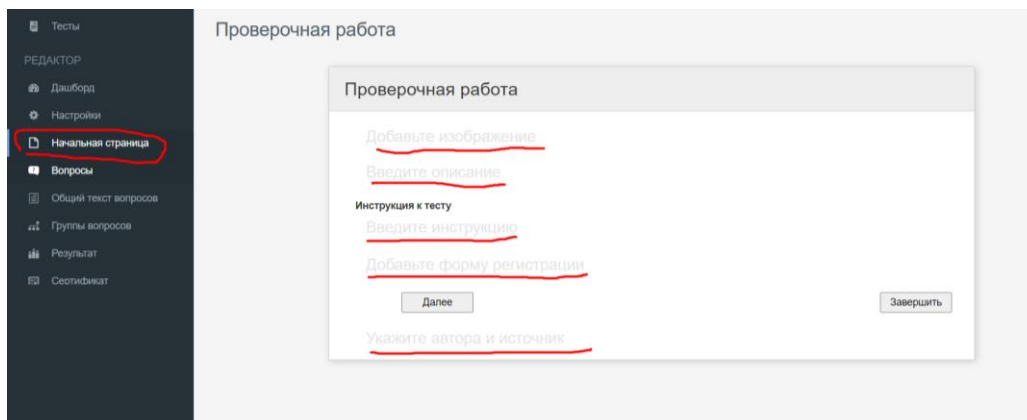 Тесты
РЕДАКТОР
Дашборд
Настройки
Начальная страница
Вопросы
Общий текст вопросов
Группы вопросов
Результат
Сертификат
Проверочная работа
Проверочная работа
Добавьте изображение
Введите описание
Инструкция к тесту
Введите инструкцию
Добавьте форму регистрации
Далее
Завершить
Укажите автора и источник